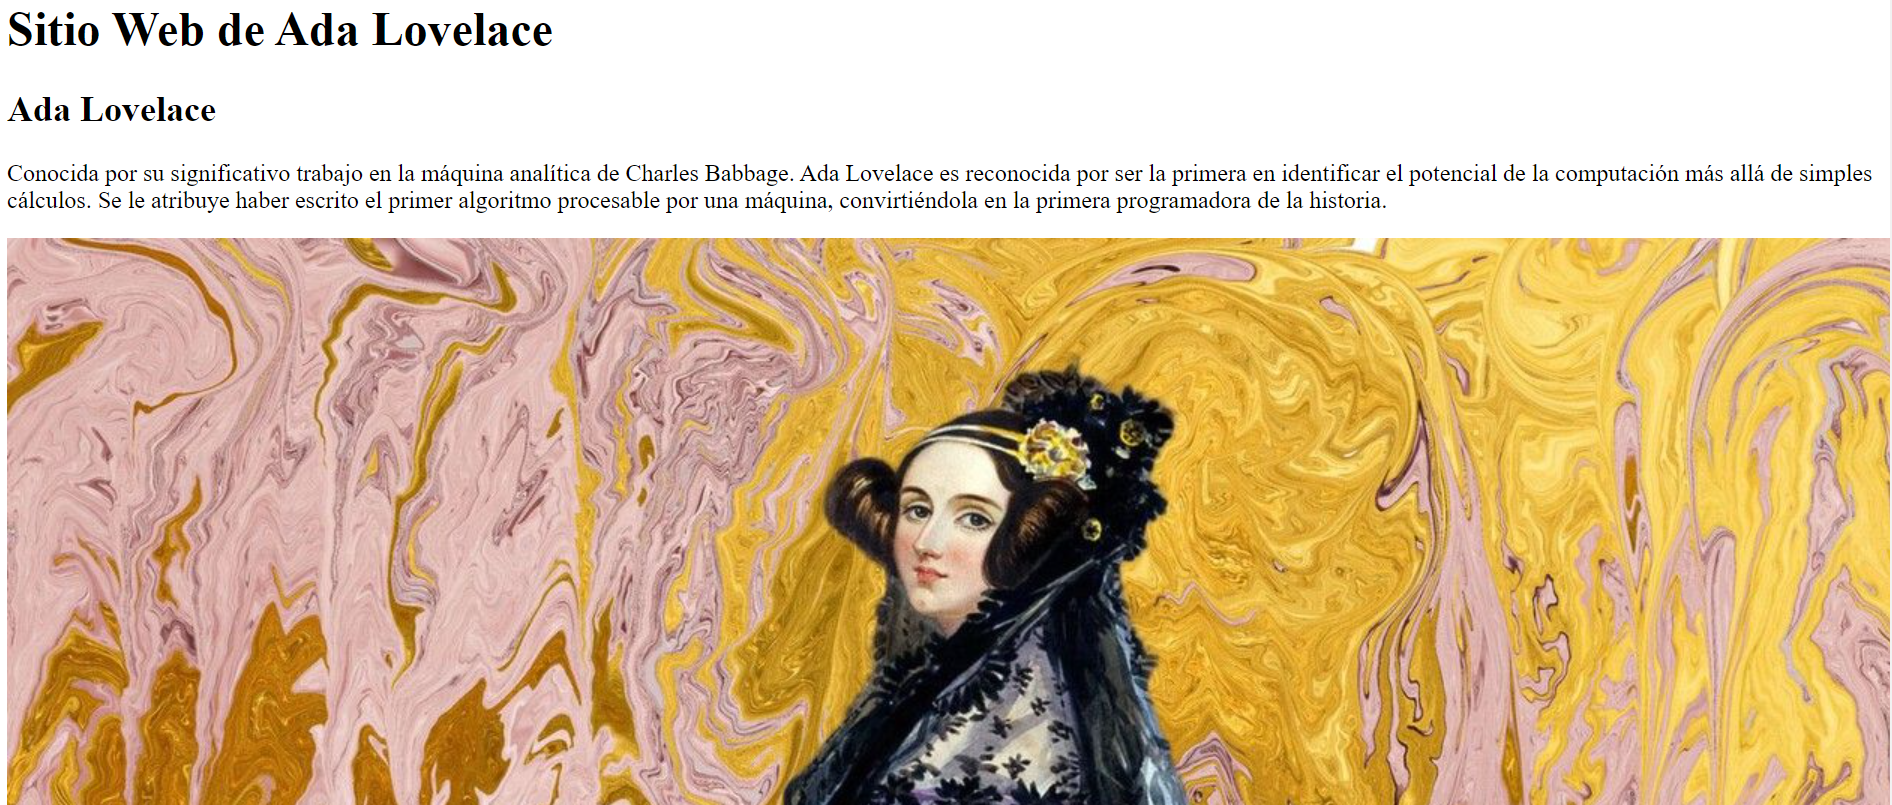 Sitio Web de Ada Lovelace
Ada Lovelace
Conocida por su significativo trabajo en la máquina analítica de Charles Babbage. Ada Lovelace es reconocida por ser la primera en identificar el potencial de la computación más allá de simples
cálculos. Se le atribuye haber escrito el primer algoritmo procesable por una máquina, convirtiéndola en la primera programadora de la historia.